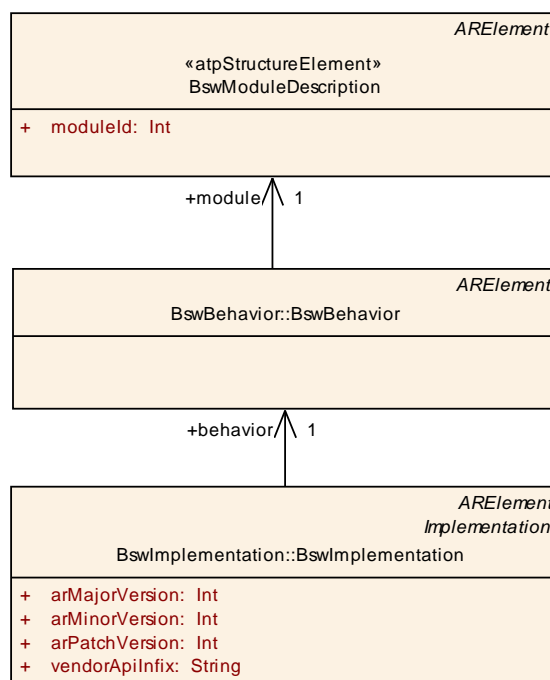 ARElement
«atpStructureElement»
BswModuleDescription
+ moduleId: Int
+module 1
ARElement
BswBehavior::BswBehavior
+behavior 1
ARElement
Implementation
BswImplementation::BswImplementation
+ arMajorVersion: Int
+ arMinorVersion: Int
+ arPatchVersion: Int
+ vendorApiInfix: String